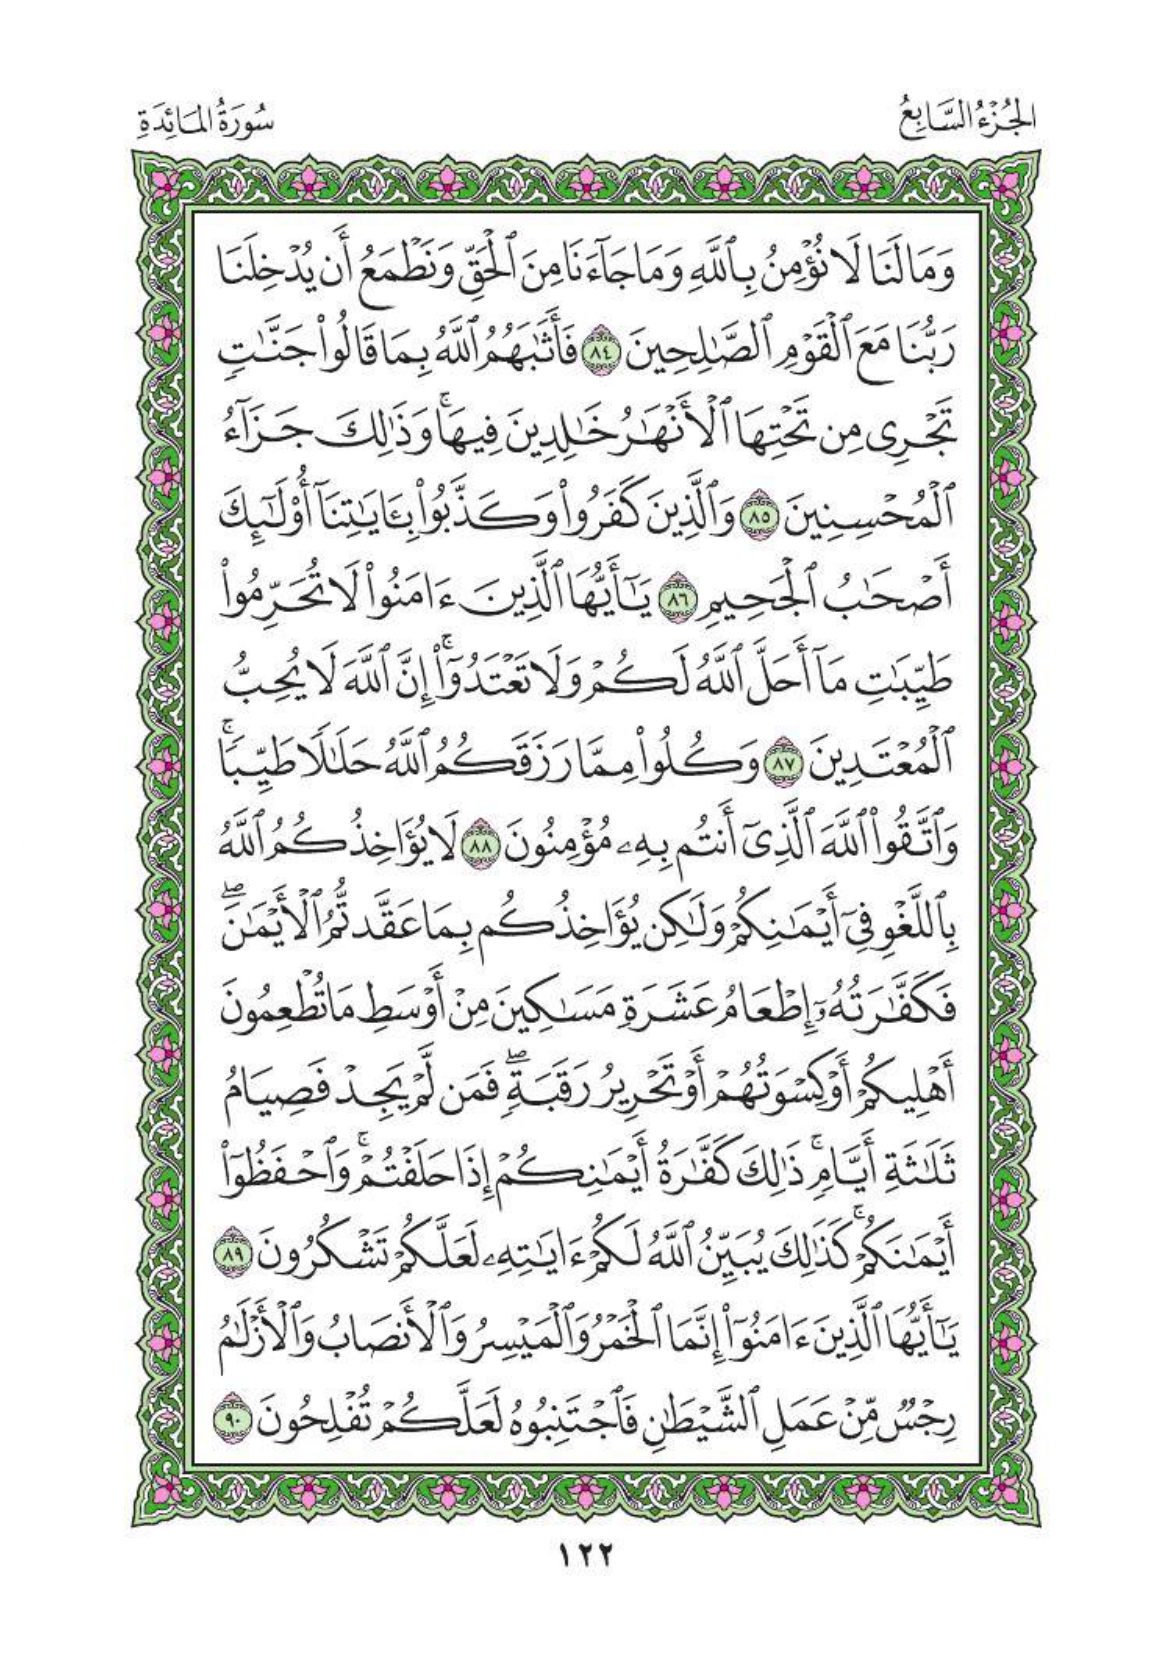 الجُزْءُ السَّابِعُ
سُورَةُ المَائِدَةِ
وَمَا لَنَا لَا نُؤْمِنُ بِٱللَّهِ وَمَا جَآءَنَا مِنَ ٱلْحَقِّ وَنَطْمَعُ أَن يُدْخِلَنَا
رَبُّنَا مَعَ ٱلْقَوْمِ ٱلصَّٰلِحِينَ ٨٤ فَأَثَٰبَهُمُ ٱللَّهُ بِمَا قَالُوا۟ جَنَّٰتٍ
تَجْرِى مِن تَحْتِهَا ٱلْأَنْهَٰرُ خَٰلِدِينَ فِيهَا ۚ وَذَٰلِكَ جَزَآءُ
ٱلْمُحْسِنِينَ ٨٥ وَٱلَّذِينَ كَفَرُوا۟ وَكَذَّبُوا۟ بِـَٔايَٰتِنَآ أُو۟لَٰٓئِكَ
أَصْحَٰبُ ٱلْجَحِيمِ ٨٦ يَٰٓأَيُّهَا ٱلَّذِينَ ءَامَنُوا۟ لَا تُحَرِّمُوا۟
طَيِّبَٰتِ مَآ أَحَلَّ ٱللَّهُ لَكُمْ وَلَا تَعْتَدُوٓا۟ ۚ إِنَّ ٱللَّهَ لَا يُحِبُّ
ٱلْمُعْتَدِينَ ٨٧ وَكُلُوا۟ مِمَّا رَزَقَكُمُ ٱللَّهُ حَلَٰلًا طَيِّبًا ۚ
وَٱتَّقُوا۟ ٱللَّهَ ٱلَّذِىٓ أَنتُم بِهِۦ مُؤْمِنُونَ ٨٨ لَا يُؤَاخِذُكُمُ ٱللَّهُ
بِٱللَّغْوِ فِىٓ أَيْمَٰنِكُمْ وَلَٰكِن يُؤَاخِذُكُم بِمَا عَقَّدتُّمُ ٱلْأَيْمَٰنَ ۖ
فَكَفَّٰرَتُهُۥٓ إِطْعَامُ عَشَرَةِ مَسَٰكِينَ مِنْ أَوْسَطِ مَا تُطْعِمُونَ
أَهْلِيكُمْ أَوْ كِسْوَتُهُمْ أَوْ تَحْرِيرُ رَقَبَةٍ ۖ فَمَن لَّمْ يَجِدْ فَصِيَامُ
ثَلَٰثَةِ أَيَّامٍ ۚ ذَٰلِكَ كَفَّٰرَةُ أَيْمَٰنِكُمْ إِذَا حَلَفْتُمْ ۚ وَٱحْفَظُوٓا۟
أَيْمَٰنَكُمْ ۚ كَذَٰلِكَ يُبَيِّنُ ٱللَّهُ لَكُمْ ءَايَٰتِهِۦ لَعَلَّكُمْ تَشْكُرُونَ ٨٩
يَٰٓأَيُّهَا ٱلَّذِينَ ءَامَنُوٓا۟ إِنَّمَا ٱلْخَمْرُ وَٱلْمَيْسِرُ وَٱلْأَنصَابُ وَٱلْأَزْلَٰمُ
رِجْسٌ مِّنْ عَمَلِ ٱلشَّيْطَٰنِ فَٱجْتَنِبُوهُ لَعَلَّكُمْ تُفْلِحُونَ ٩٠
١٢٢